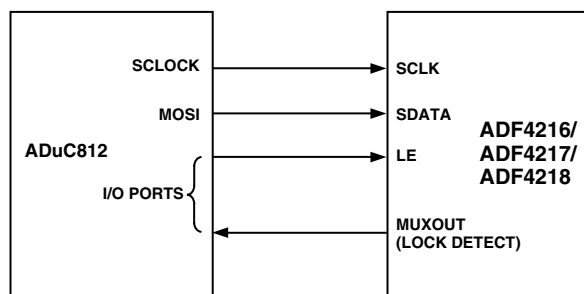 SCLOCK
MOSI
ADuC812
I/O PORTS
SCLK
SDATA
LE
MUXOUT
(LOCK DETECT)
ADF4216/
ADF4217/
ADF4218